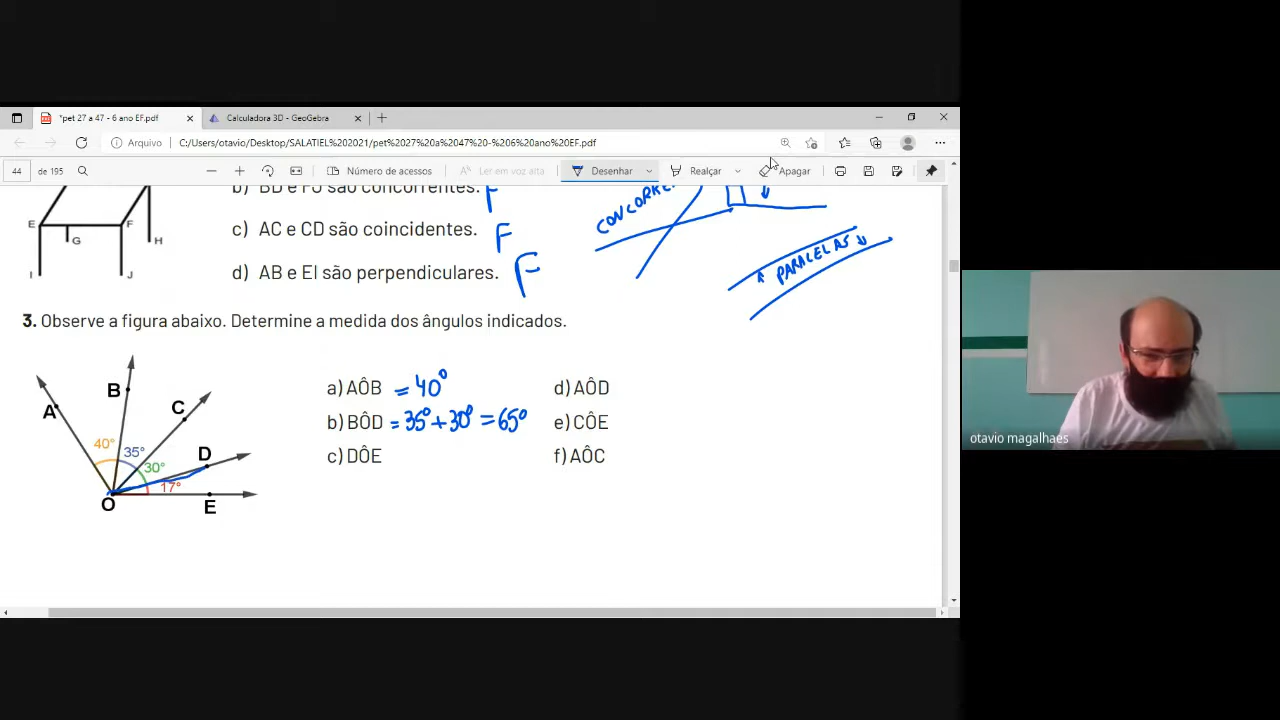 *pet 27 a 47 - 6 ano EF.pdf
Calculadora 3D - GeoGebra
Arquivo
C:/Users/otavio/Desktop/SALATIEL%202021/pet%2027%20a%2047%20-%206%20ano%20EF.pdf
44 de 195
Número de acessos
Ler em voz alta
Desenhar
Realçar
Apagar
b) BD e FJ são concorrentes. F
c) AC e CD são coincidentes. F
d) AB e EI são perpendiculares. F
E F
G H
I J
PARALELAS
3. Observe a figura abaixo. Determine a medida dos ângulos indicados.
A B C D E O
40° 35° 30° 17°
a) AÔB = 40°
b) BÔD = 35° + 30° = 65°
c) DÔE
d) AÔD
e) CÔE
f) AÔC
otavio magalhaes